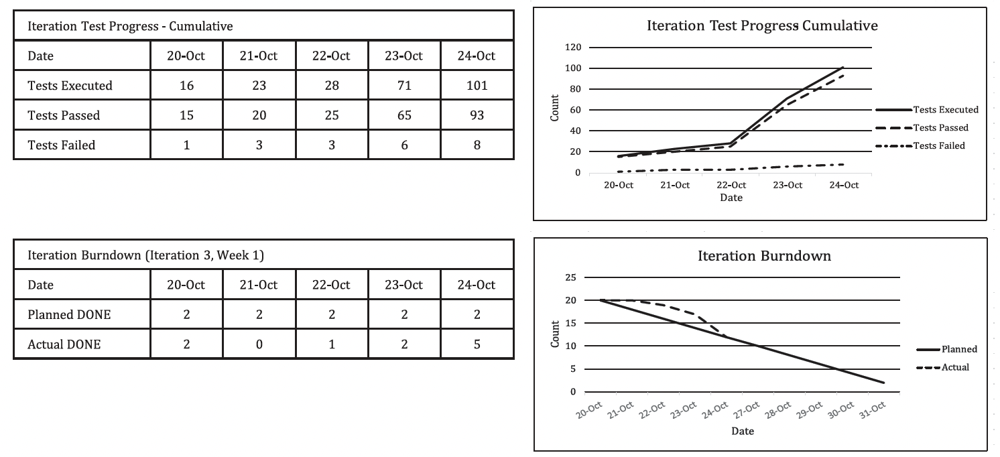 Iteration Test Progress - Cumulative
Date 20-Oct 21-Oct 22-Oct 23-Oct 24-Oct
Tests Executed 16 23 28 71 101
Tests Passed 15 20 25 65 93
Tests Failed 1 3 3 6 8
Iteration Test Progress Cumulative
120
100
80
60
40
20
0
Count
20-Oct 21-Oct 22-Oct 23-Oct 24-Oct
Date
Tests Executed
Tests Passed
Tests Failed
Iteration Burndown (Iteration 3, Week 1)
Date 20-Oct 21-Oct 22-Oct 23-Oct 24-Oct
Planned DONE 2 2 2 2 2
Actual DONE 2 0 1 2 5
Iteration Burndown
25
20
15
10
5
0
Count
20-Oct 21-Oct 22-Oct 23-Oct 24-Oct 27-Oct 28-Oct 29-Oct 30-Oct 31-Oct
Date
Planned
Actual